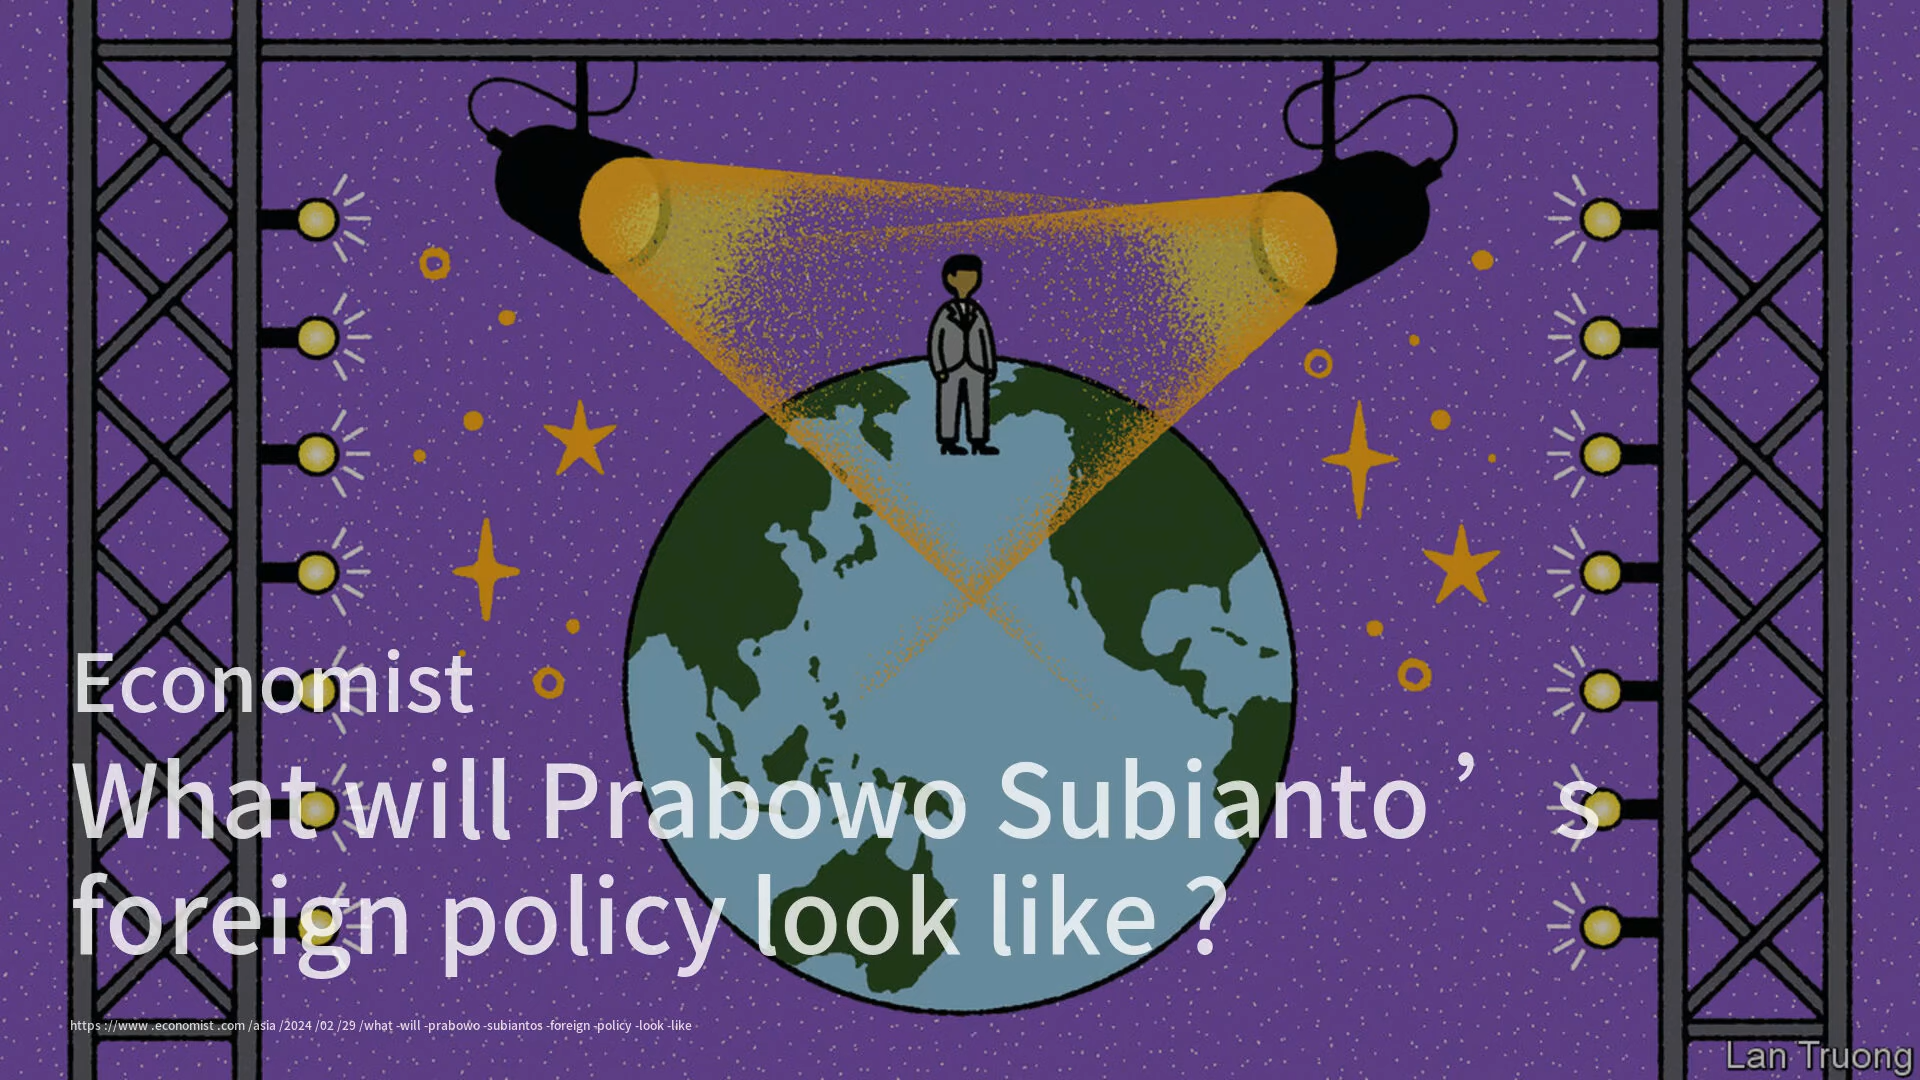 Economist
What will Prabowo Subianto’s
foreign policy look like ?
https://www.economist.com/asia/2024/02/29/what-will-prabowo-subiantos-foreign-policy-look-like
Lan Truong